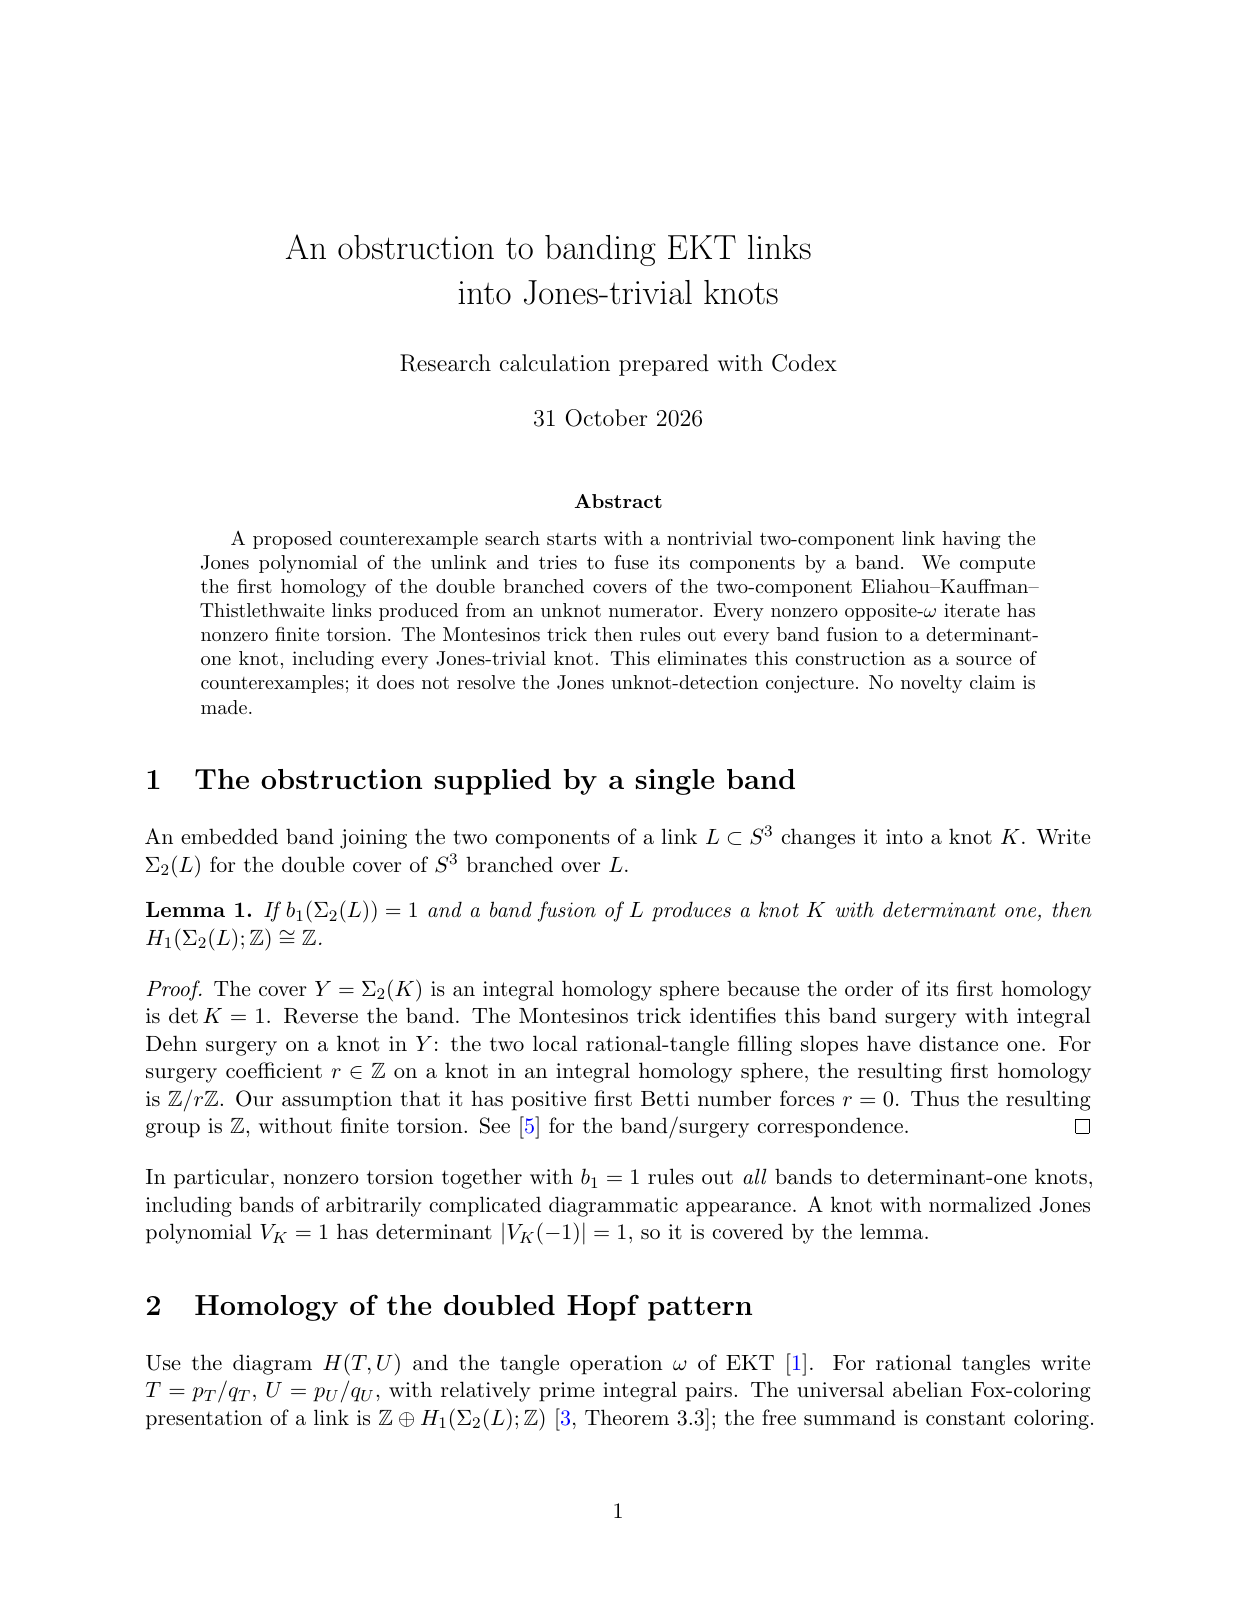 An obstruction to banding EKT links
into Jones-trivial knots
Research calculation prepared with Codex
31 October 2026
Abstract
A proposed counterexample search starts with a nontrivial two-component link having the
Jones polynomial of the unlink and tries to fuse its components by a band. We compute
the first homology of the double branched covers of the two-component Eliahou–Kauffman–
Thistlethwaite links produced from an unknot numerator. Every nonzero opposite-ω iterate has
nonzero finite torsion. The Montesinos trick then rules out every band fusion to a determinant-
one knot, including every Jones-trivial knot. This eliminates this construction as a source of
counterexamples; it does not resolve the Jones unknot-detection conjecture. No novelty claim is
made.
1 The obstruction supplied by a single band
An embedded band joining the two components of a link L ⊂ S³ changes it into a knot K. Write
Σ₂(L) for the double cover of S³ branched over L.
Lemma 1. If b₁(Σ₂(L)) = 1 and a band fusion of L produces a knot K with determinant one, then
H₁(Σ₂(L); ℤ) ≅ ℤ.
Proof. The cover Y = Σ₂(K) is an integral homology sphere because the order of its first homology
is det K = 1. Reverse the band. The Montesinos trick identifies this band surgery with integral
Dehn surgery on a knot in Y: the two local rational-tangle filling slopes have distance one. For
surgery coefficient r ∈ ℤ on a knot in an integral homology sphere, the resulting first homology
is ℤ/rℤ. Our assumption that it has positive first Betti number forces r = 0. Thus the resulting
group is ℤ, without finite torsion. See [5] for the band/surgery correspondence. □
In particular, nonzero torsion together with b₁ = 1 rules out all bands to determinant-one knots,
including bands of arbitrarily complicated diagrammatic appearance. A knot with normalized Jones
polynomial V_K = 1 has determinant |V_K(−1)| = 1, so it is covered by the lemma.
2 Homology of the doubled Hopf pattern
Use the diagram H(T, U) and the tangle operation ω of EKT [1]. For rational tangles write
T = p_T/q_T, U = p_U/q_U, with relatively prime integral pairs. The universal abelian Fox-coloring
presentation of a link is ℤ ⊕ H₁(Σ₂(L); ℤ) [3, Theorem 3.3]; the free summand is constant coloring.
1